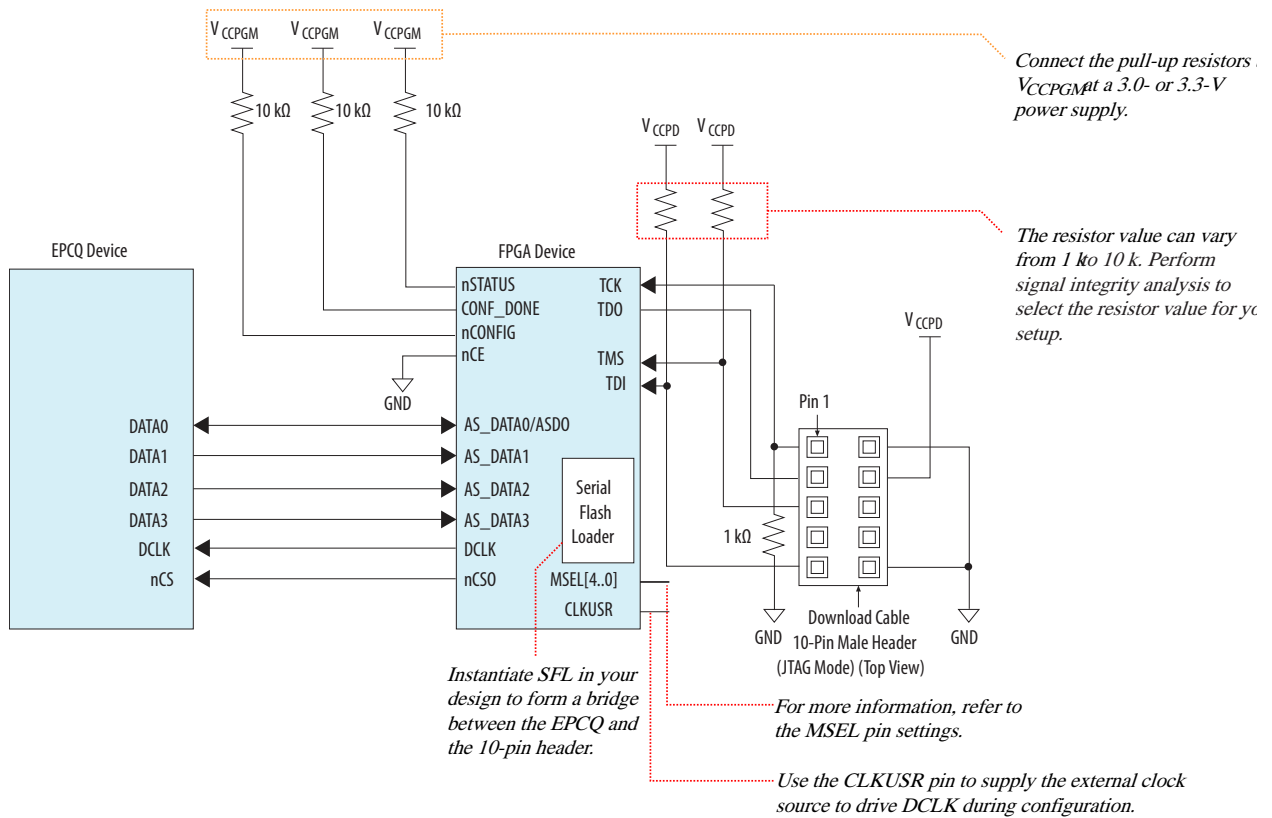 V CCPGM
V CCPGM
V CCPGM
10 kΩ
10 kΩ
10 kΩ
Connect the pull-up resistors
VCCPGM at a 3.0- or 3.3-V
power supply.
V CCPD
V CCPD
The resistor value can vary
from 1 k to 10 k. Perform
signal integrity analysis to
select the resistor value for yo
setup.
EPCQ Device
FPGA Device
nSTATUS
CONF_DONE
nCONFIG
nCE
GND
TCK
TDO
TMS
TDI
V CCPD
Pin 1
DATA0
DATA1
DATA2
DATA3
DCLK
nCS
AS_DATA0/ASDO
AS_DATA1
AS_DATA2
AS_DATA3
DCLK
nCSO
Serial
Flash
Loader
MSEL[4..0]
CLKUSR
1 kΩ
GND
Download Cable
10-Pin Male Header
(JTAG Mode) (Top View)
GND
Instantiate SFL in your
design to form a bridge
between the EPCQ and
the 10-pin header.
For more information, refer to
the MSEL pin settings.
Use the CLKUSR pin to supply the external clock
source to drive DCLK during configuration.